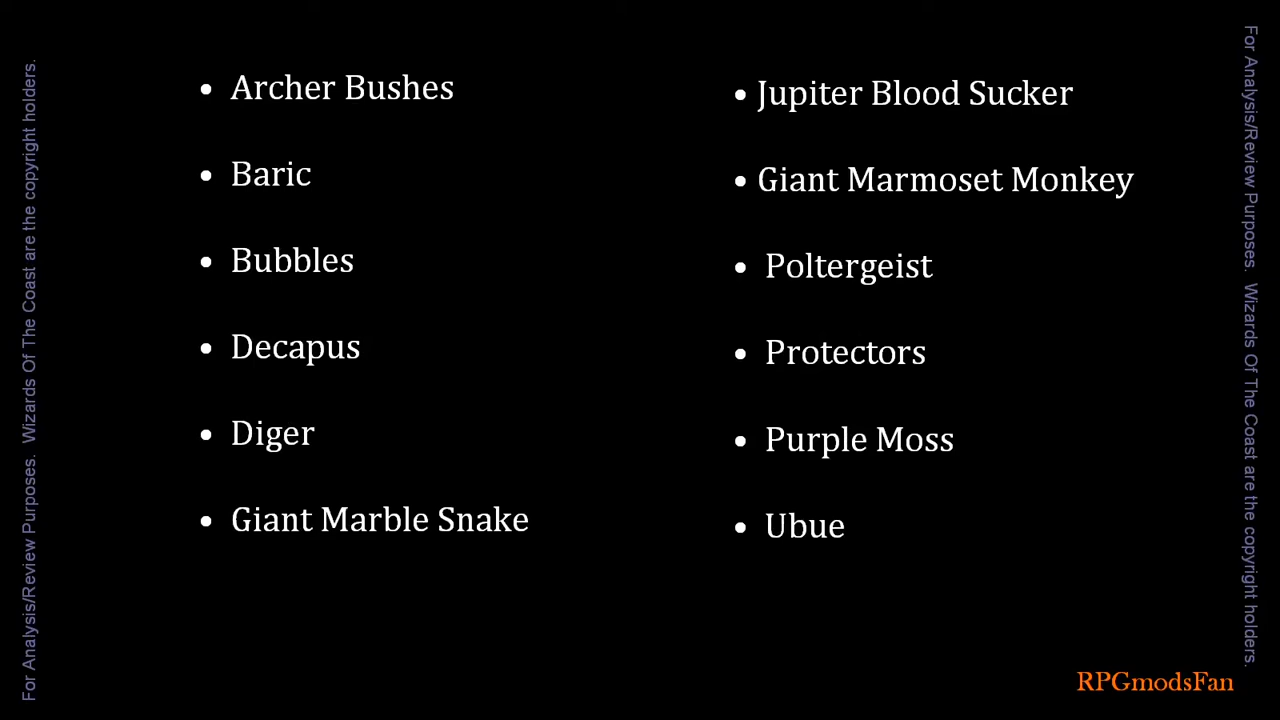 • Archer Bushes
• Baric
• Bubbles
• Decapus
• Diger
• Giant Marble Snake
• Jupiter Blood Sucker
• Giant Marmoset Monkey
• Poltergeist
• Protectors
• Purple Moss
• Ubue
For Analysis/Review Purposes. Wizards Of The Coast are the copyright holders.
For Analysis/Review Purposes. Wizards Of The Coast are the copyright holders.
RPGmodsFan